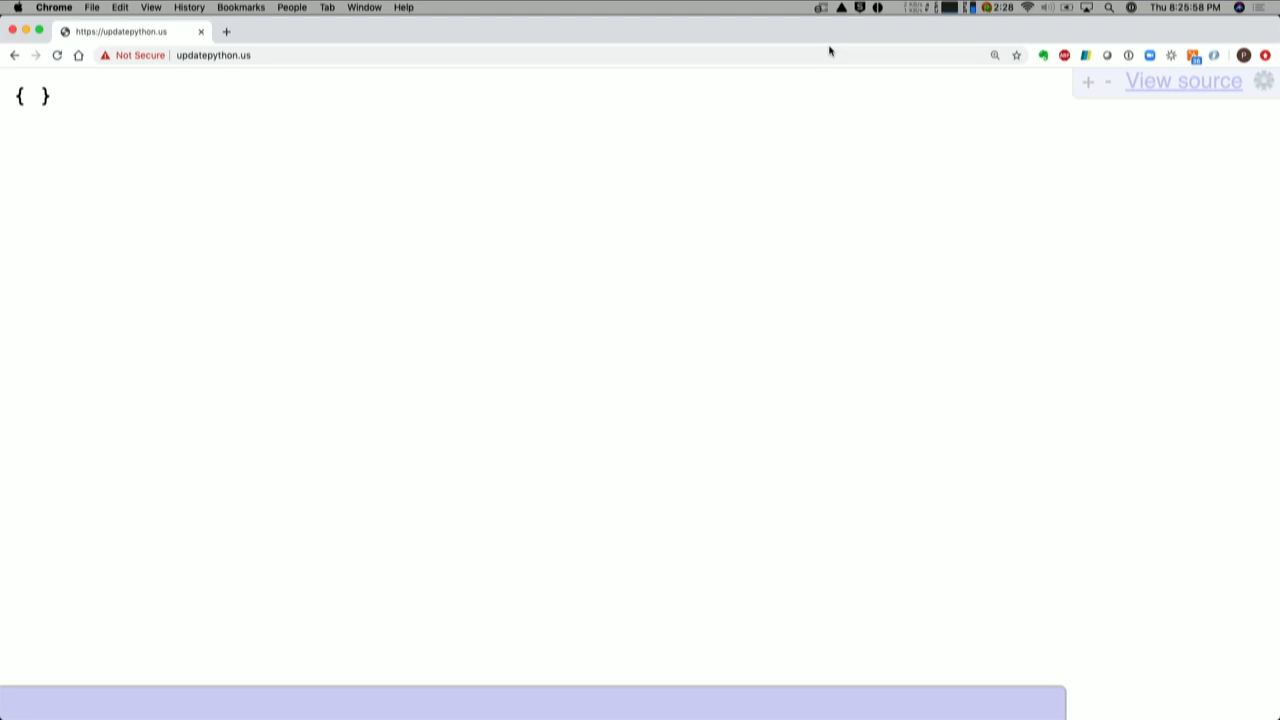 Chrome File Edit View History Bookmarks People Tab Window Help
2:28
Thu 8:25:58 PM
https://updatepython.us
Not Secure
updatepython.us
ABP
P
{ }
+ - View source